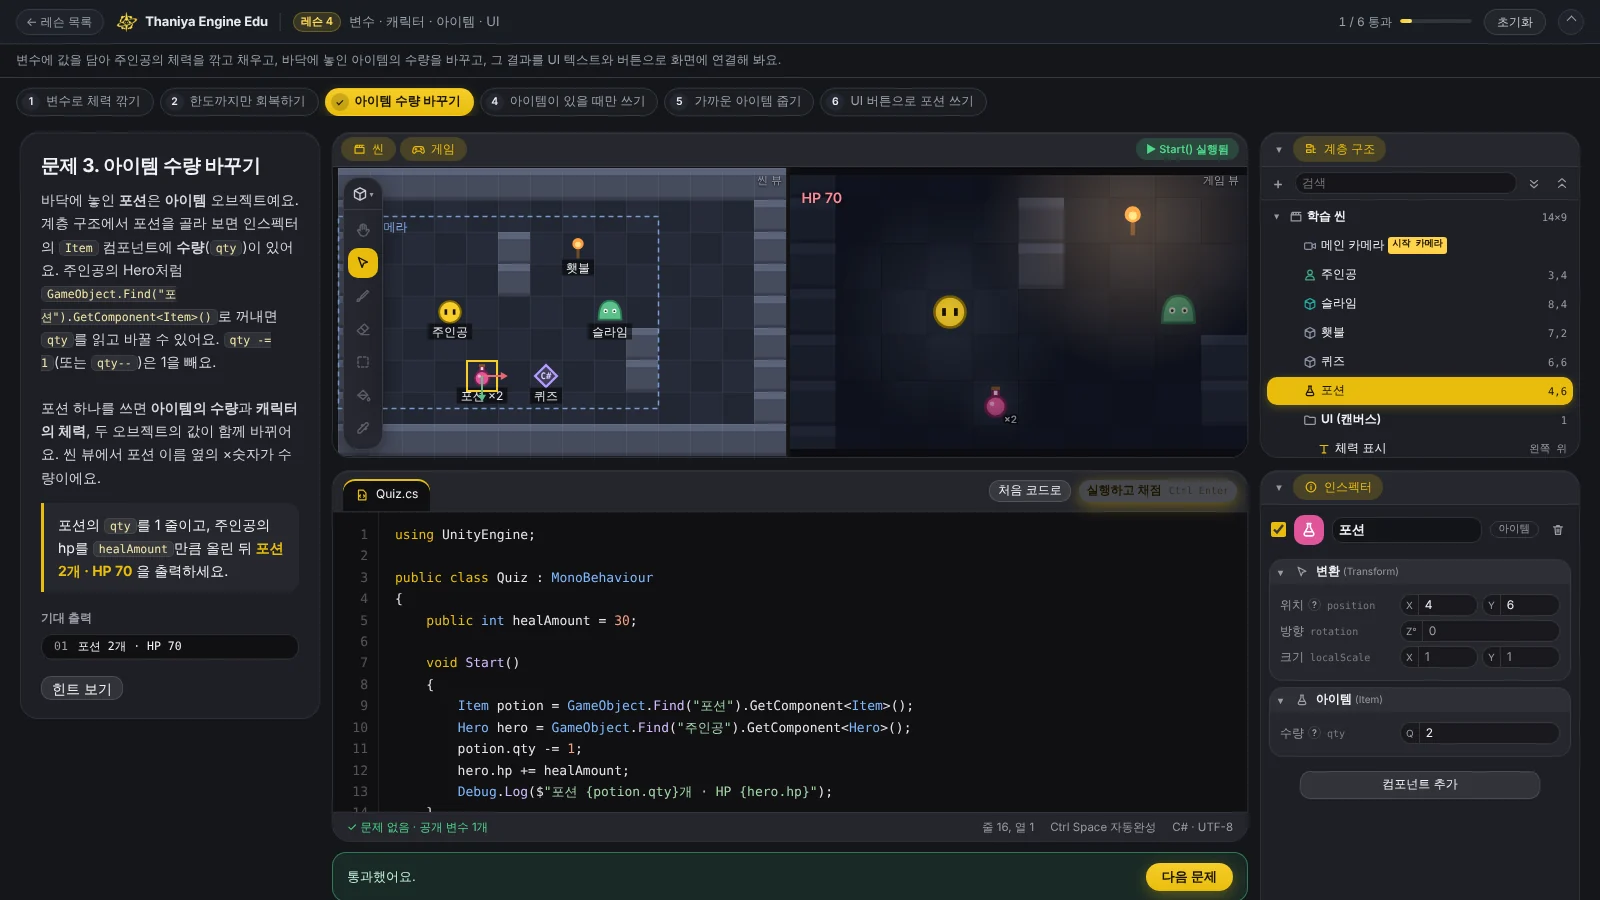 ← 레슨 목록
Thaniya Engine Edu
레슨 4
변수 · 캐릭터 · 아이템 · UI
1 / 6 통과
초기화
변수에 값을 담아 주인공의 체력을 깎고 채우고, 바닥에 놓인 아이템의 수량을 바꾸고, 그 결과를 UI 텍스트와 버튼으로 화면에 연결해 봐요.
1 변수로 체력 깎기
2 한도까지만 회복하기
✓ 아이템 수량 바꾸기
4 아이템이 있을 때만 쓰기
5 가까운 아이템 줍기
6 UI 버튼으로 포션 쓰기
문제 3. 아이템 수량 바꾸기
바닥에 놓인 포션은 아이템 오브젝트예요.
계층 구조에서 포션을 골라 보면 인스펙터
의 Item 컴포넌트에 수량( qty )이 있어
요. 주인공의 Hero처럼
GameObject.Find("포
션").GetComponent<Item>() 로 꺼내면
qty 를 읽고 바꿀 수 있어요. qty -=
1 (또는 qty-- )은 1을 빼요.
포션 하나를 쓰면 아이템의 수량과 캐릭터
의 체력, 두 오브젝트의 값이 함께 바뀌어
요. 씬 뷰에서 포션 이름 옆의 ×숫자가 수
량이에요.
포션의 qty 를 1 줄이고, 주인공의
hp를 healAmount 만큼 올린 뒤 포션
2개 · HP 70 을 출력하세요.
기대 출력
01 포션 2개 · HP 70
힌트 보기
씬
게임
▶ Start() 실행됨
씬 뷰
메라
횃불
주인공
슬라임
포션 ×2
C#
퀴즈
HP 70
게임 뷰
×2
Quiz.cs
처음 코드로
실행하고 채점 Ctrl Enter
1 using UnityEngine;
2
3 public class Quiz : MonoBehaviour
4 {
5 public int healAmount = 30;
6
7 void Start()
8 {
9 Item potion = GameObject.Find("포션").GetComponent<Item>();
10 Hero hero = GameObject.Find("주인공").GetComponent<Hero>();
11 potion.qty -= 1;
12 hero.hp += healAmount;
13 Debug.Log($"포션 {potion.qty}개 · HP {hero.hp}");
14 }
✓ 문제 없음 · 공개 변수 1개
줄 16, 열 1
Ctrl Space 자동완성
C# · UTF-8
통과했어요.
다음 문제
계층 구조
+ 검색
학습 씬 14×9
메인 카메라 시작 카메라
주인공 3,4
슬라임 8,4
횃불 7,2
퀴즈 6,6
포션 4,6
UI (캔버스) 1
체력 표시 왼쪽 위
인스펙터
포션
아이템
변환 (Transform)
위치 ? position X 4 Y 6
방향 rotation Z° 0
크기 localScale X 1 Y 1
아이템 (Item)
수량 ? qty Q 2
컴포넌트 추가